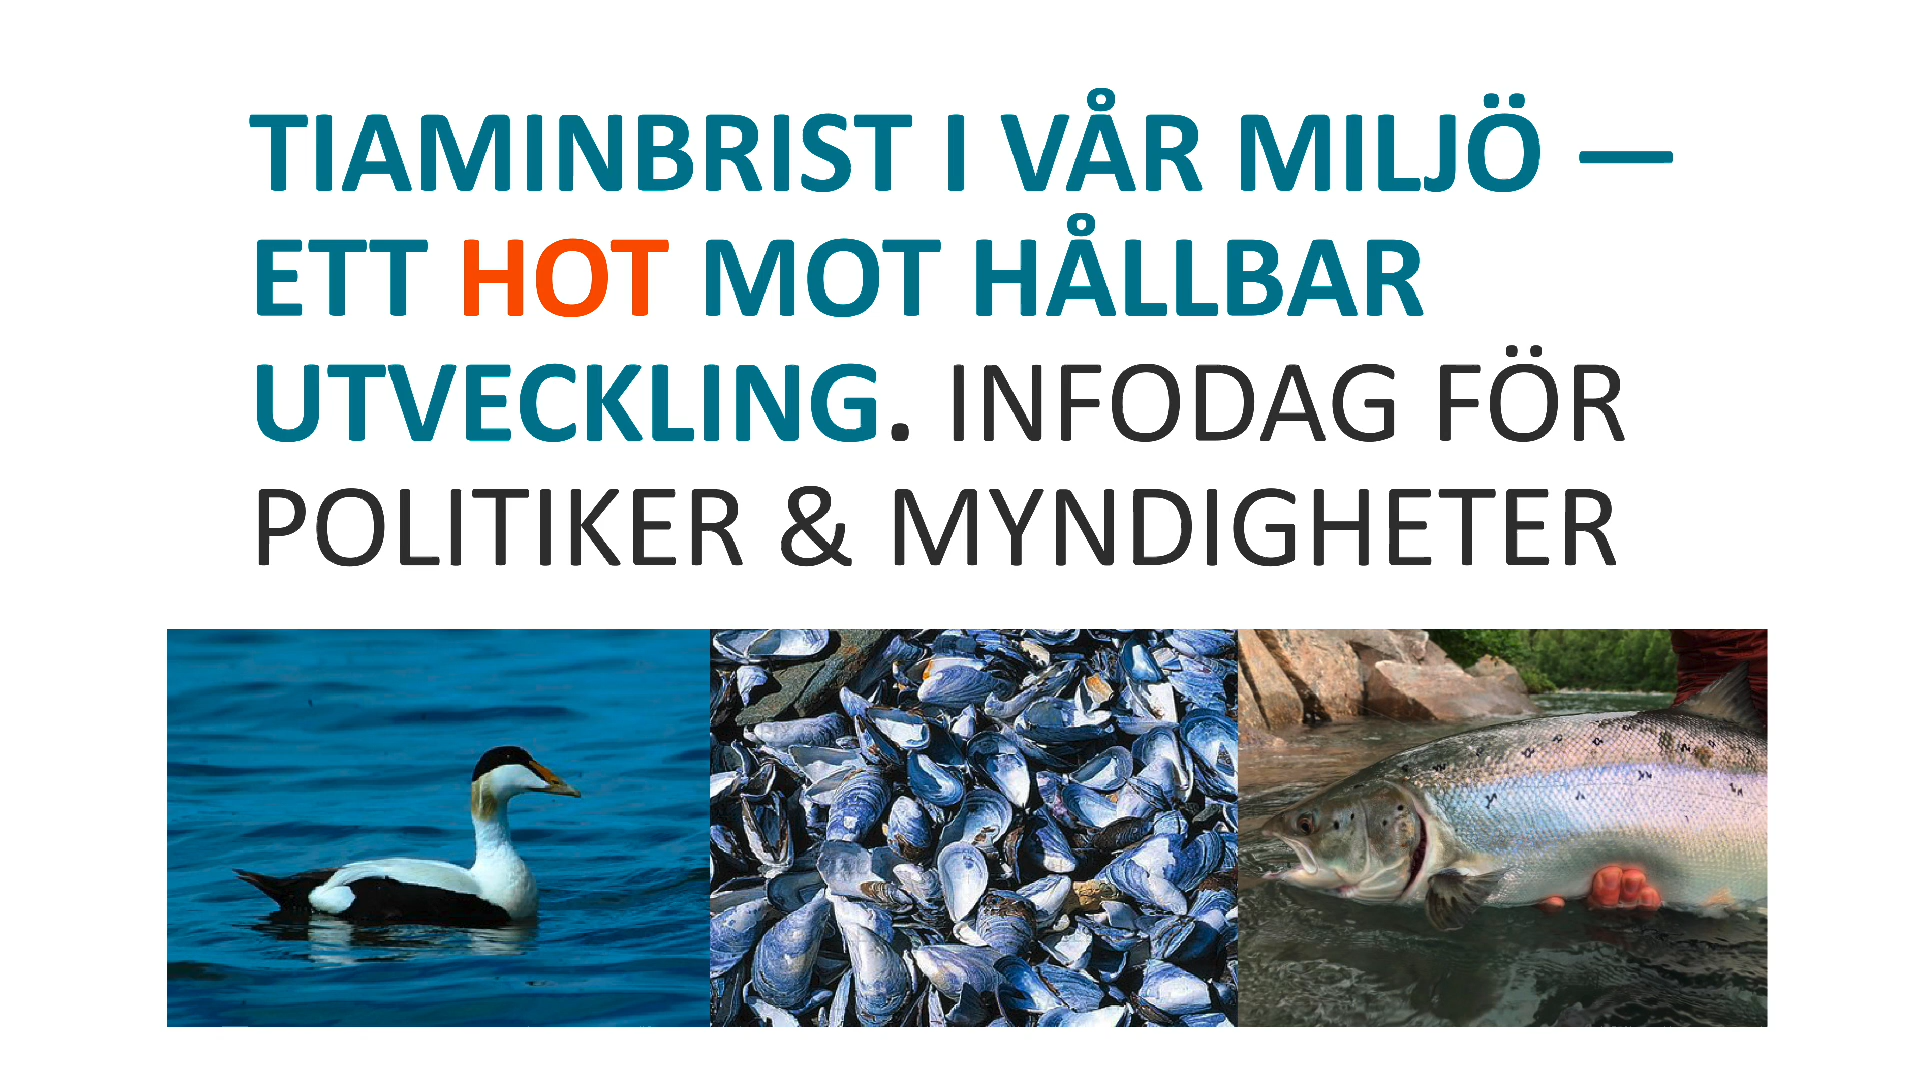 TIAMINBRIST I VÅR MILJÖ —
ETT HOT MOT HÅLLBAR
UTVECKLING. INFODAG FÖR
POLITIKER & MYNDIGHETER